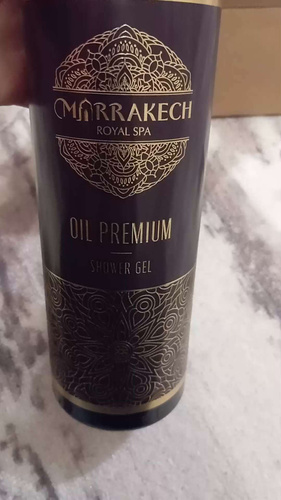 MARRAKECH
ROYAL SPA
OIL PREMIUM
SHOWER GEL